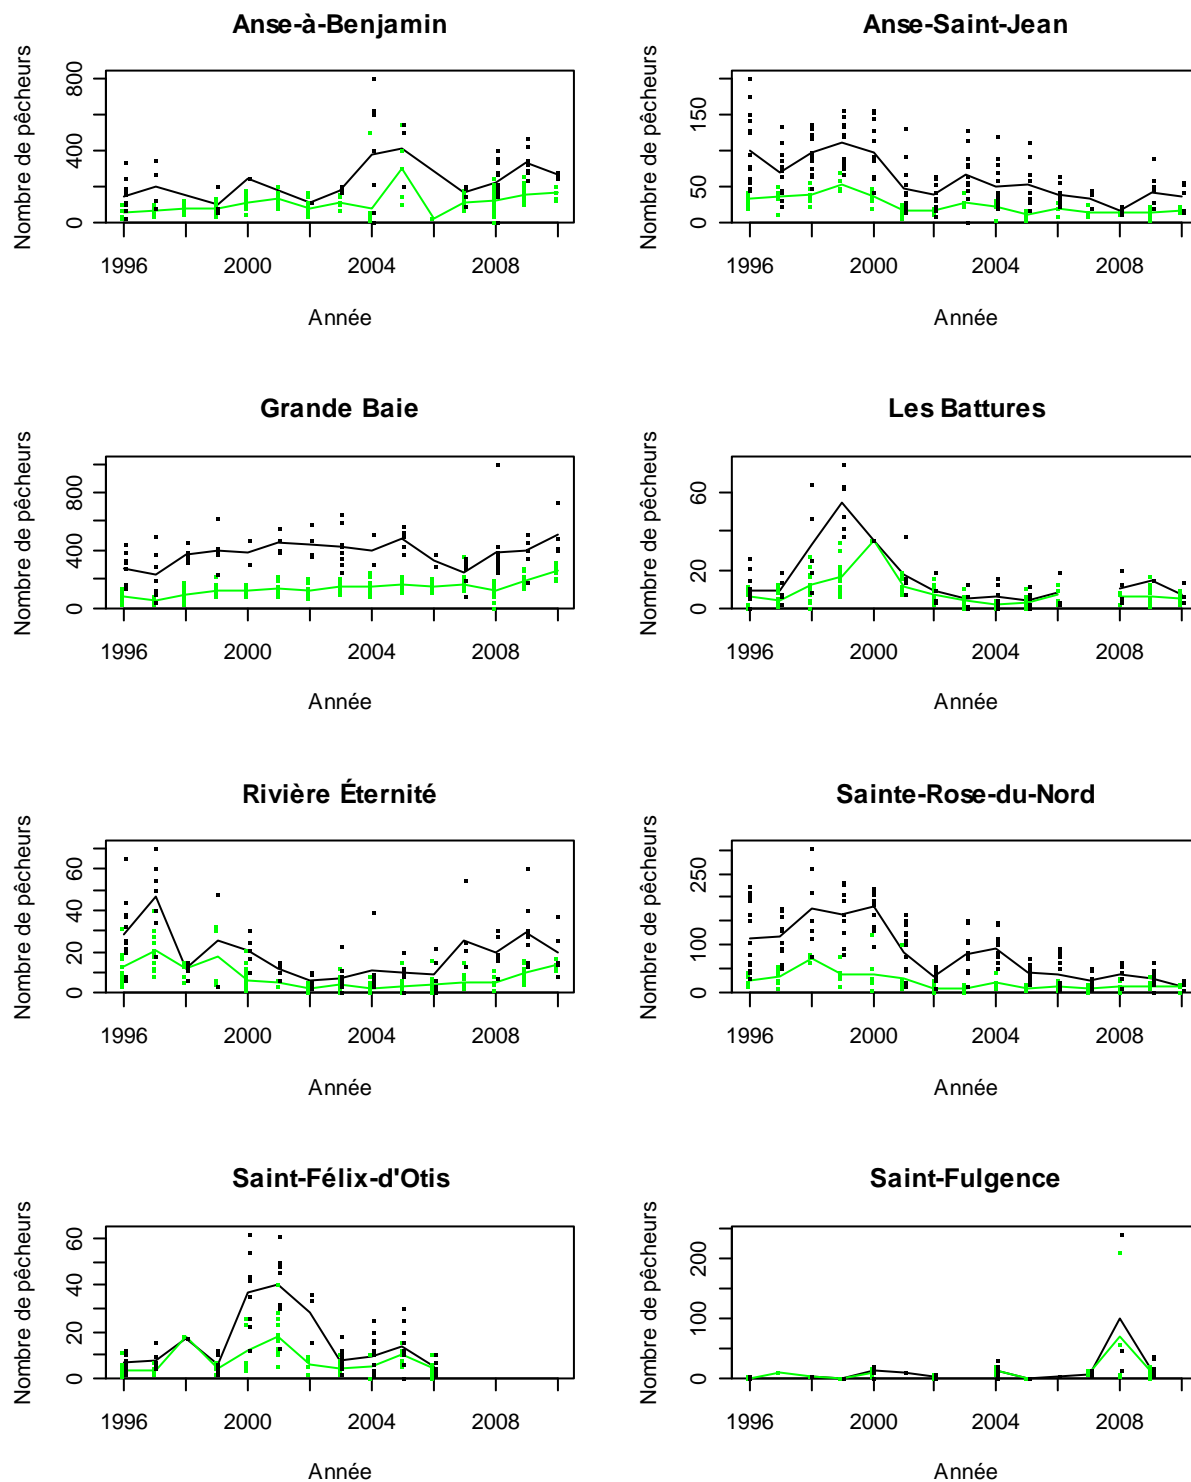 Anse-à-Benjamin
Nombre de pêcheurs
800
400
0
1996 2000 2004 2008
Année
Anse-Saint-Jean
Nombre de pêcheurs
150
50
0
1996 2000 2004 2008
Année
Grande Baie
Nombre de pêcheurs
800
400
0
1996 2000 2004 2008
Année
Les Battures
Nombre de pêcheurs
60
20
0
1996 2000 2004 2008
Année
Rivière Éternité
Nombre de pêcheurs
60
40
20
0
1996 2000 2004 2008
Année
Sainte-Rose-du-Nord
Nombre de pêcheurs
250
100
0
1996 2000 2004 2008
Année
Saint-Félix-d'Otis
Nombre de pêcheurs
60
40
20
0
1996 2000 2004 2008
Année
Saint-Fulgence
Nombre de pêcheurs
200
100
0
1996 2000 2004 2008
Année